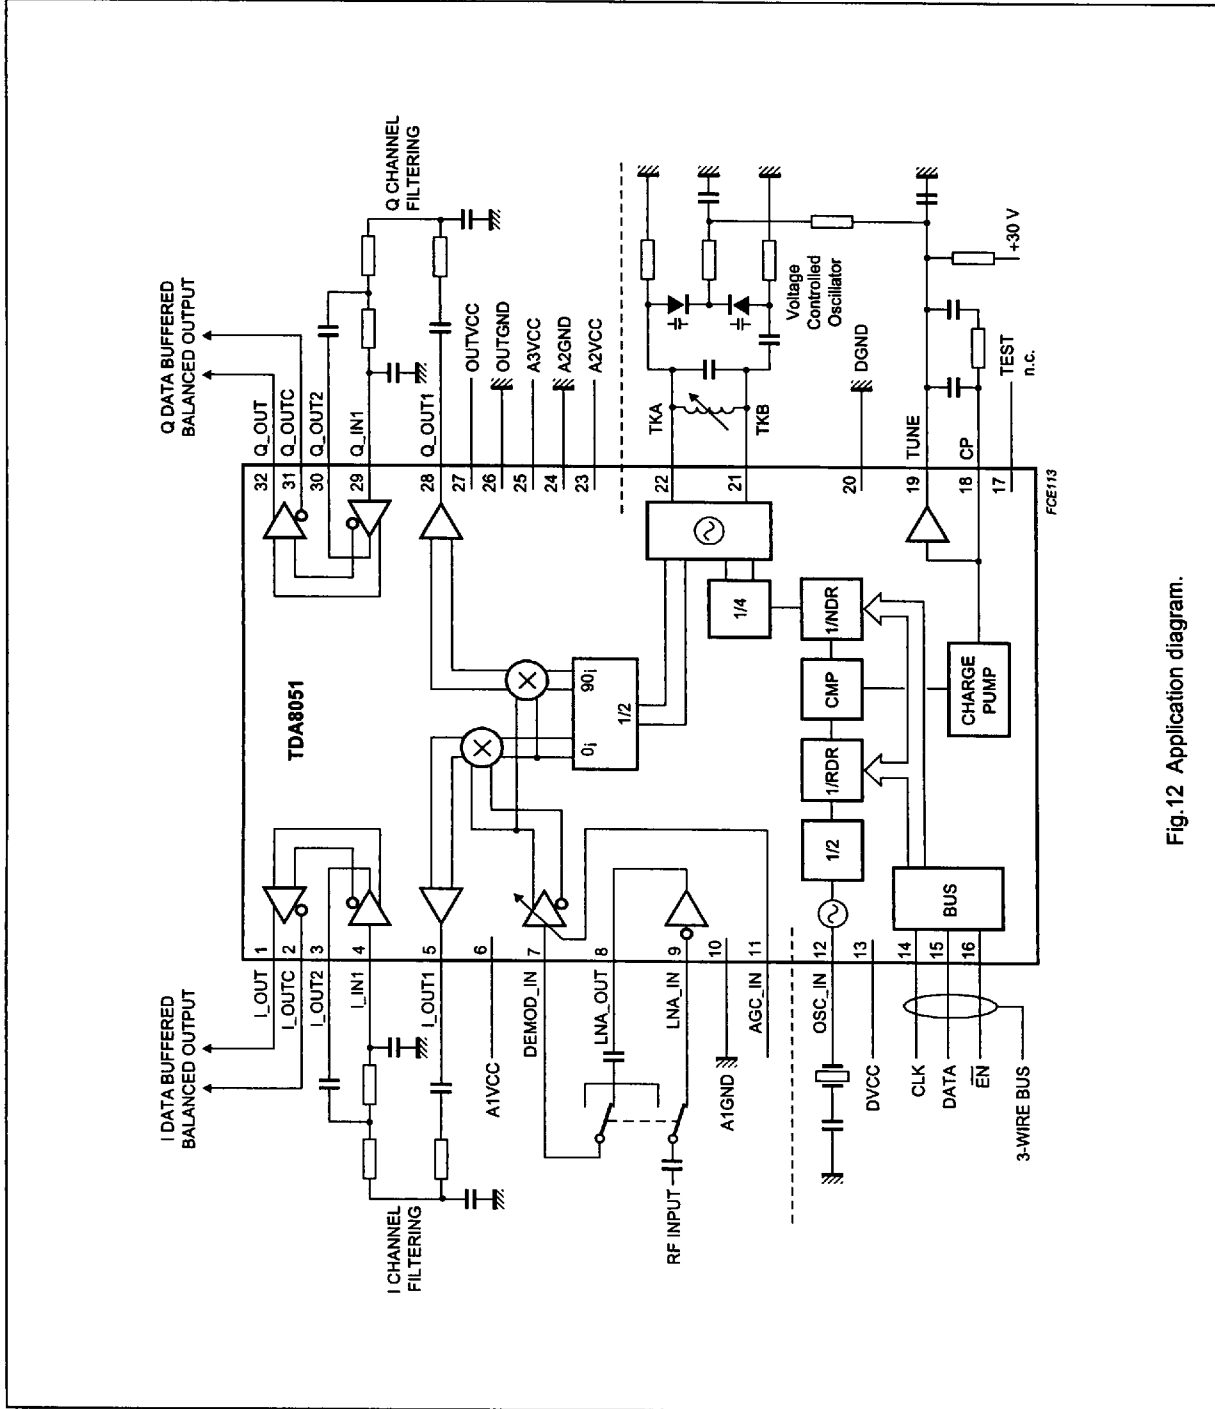 Q DATA BUFFERED
BALANCED OUTPUT
I DATA BUFFERED
BALANCED OUTPUT
I_OUT
I_OUTC
I_OUT2
I_IN1
I_OUT1
A1VCC
DEMOD_IN
LNA_OUT
LNA_IN
A1GND
AGC_IN
OSC_IN
DVCC
CLK
DATA
EN
3-WIRE BUS
I CHANNEL
FILTERING
RF INPUT
1
2
3
4
5
6
7
8
9
10
11
12
13
14
15
16
TDA8051
0¡
90¡
1/2
1/4
1/2
1/RDR
CMP
1/NDR
BUS
CHARGE
PUMP
32
31
30
29
28
27
26
25
24
23
22
21
20
19
18
17
Q_OUT
Q_OUTC
Q_OUT2
Q_IN1
Q_OUT1
OUTVCC
OUTGND
A3VCC
A2GND
A2VCC
TKA
TKB
DGND
TUNE
CP
TEST
n.c.
Q CHANNEL
FILTERING
Voltage
Controlled
Oscillator
+30 V
FCE113
Fig.12 Application diagram.